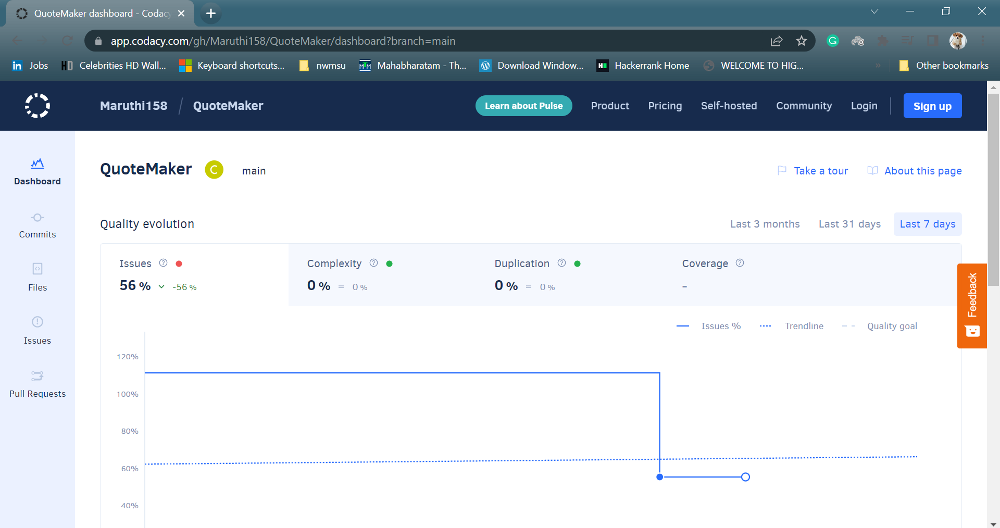 QuoteMaker dashboard - Codacy
app.codacy.com/gh/Maruthi158/QuoteMaker/dashboard?branch=main
G
in Jobs HD Celebrities HD Wall... Keyboard shortcuts... nwmsu MTM Mahabharatam - Th... Download Window... H Hackerrank Home WELCOME TO HIG... » Other bookmarks
Maruthi158 / QuoteMaker Learn about Pulse Product Pricing Self-hosted Community Login Sign up
QuoteMaker C main Take a tour About this page
Dashboard
Commits
Files
Issues
Pull Requests
Quality evolution Last 3 months Last 31 days Last 7 days
Issues ? Complexity ? Duplication ? Coverage ?
56 % -56 % 0 % = 0 % 0 % = 0 % -
Feedback
Issues % Trendline Quality goal
120%
100%
80%
60%
40%